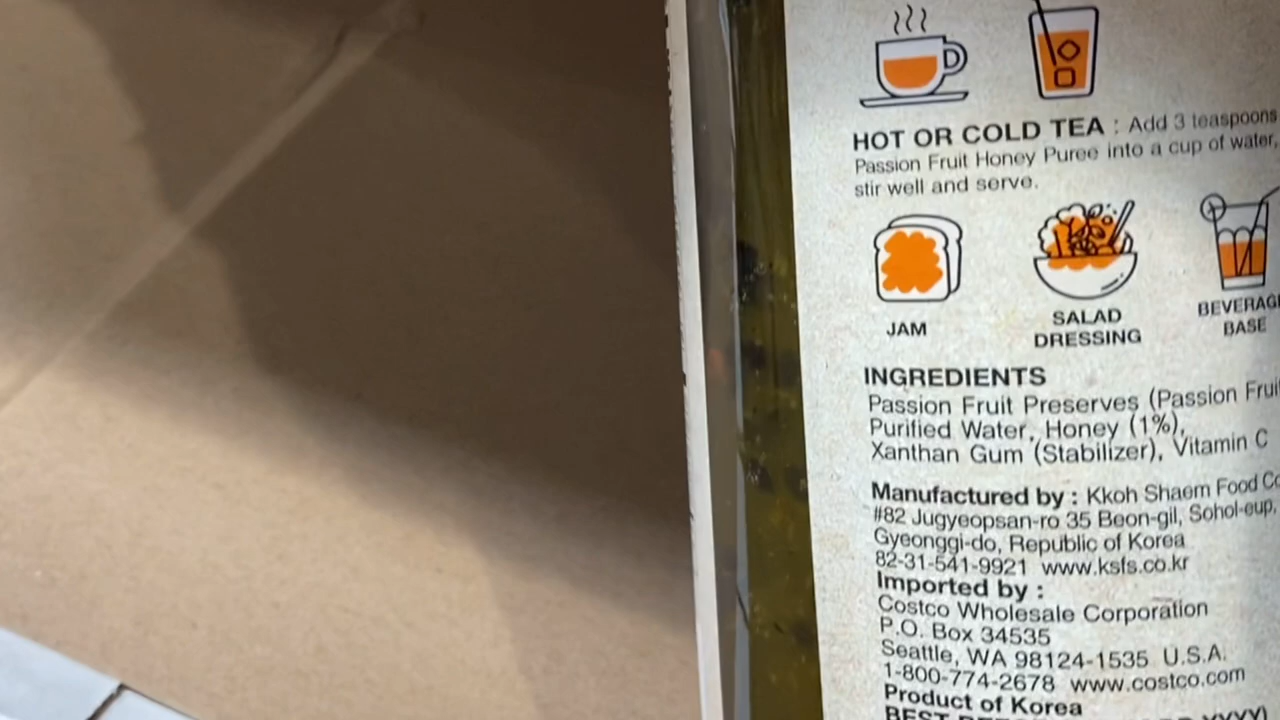 HOT OR COLD TEA : Add 3 teaspoons
Passion Fruit Honey Puree into a cup of water,
stir well and serve.
JAM
SALAD
DRESSING
BEVERAGE
BASE
INGREDIENTS
Passion Fruit Preserves (Passion Fruit
Purified Water, Honey (1%),
Xanthan Gum (Stabilizer), Vitamin C
Manufactured by : Kkoh Shaem Food Co
#82 Jugyeopsan-ro 35 Beon-gil, Sohol-eup,
Gyeonggi-do, Republic of Korea
82-31-541-9921 www.ksfs.co.kr
Imported by :
Costco Wholesale Corporation
P.O. Box 34535
Seattle, WA 98124-1535 U.S.A.
1-800-774-2678 www.costco.com
Product of Korea
BEST